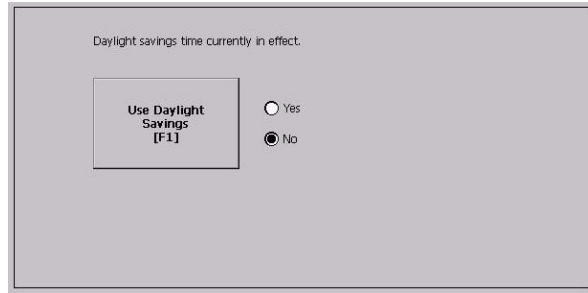 Daylight savings time currently in effect.
Use Daylight
Savings
[F1]
Yes
No